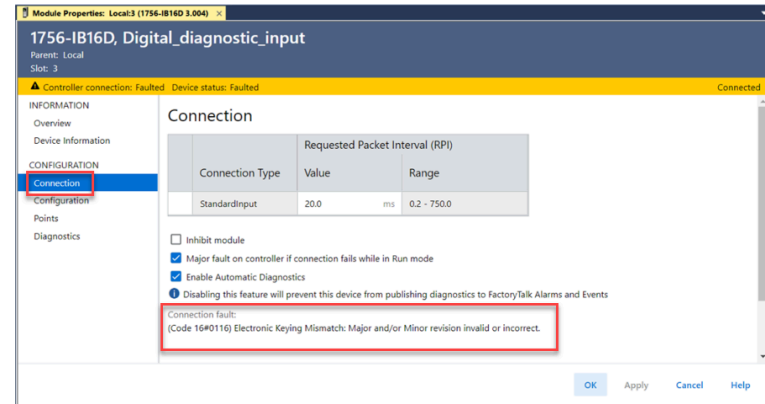 Module Properties: Local:3 (1756-IB16D 3.004) ×
1756-IB16D, Digital_diagnostic_input
Parent: Local
Slot: 3
Controller connection: Faulted Device status: Faulted Connected
INFORMATION
Overview
Device Information
CONFIGURATION
Connection
Configuration
Points
Diagnostics
Connection
Requested Packet Interval (RPI)
Connection Type Value Range
StandardInput 20.0 ms 0.2 - 750.0
Inhibit module
Major fault on controller if connection fails while in Run mode
Enable Automatic Diagnostics
Disabling this feature will prevent this device from publishing diagnostics to FactoryTalk Alarms and Events
Connection fault:
(Code 16#0116) Electronic Keying Mismatch: Major and/or Minor revision invalid or incorrect.
OK Apply Cancel Help